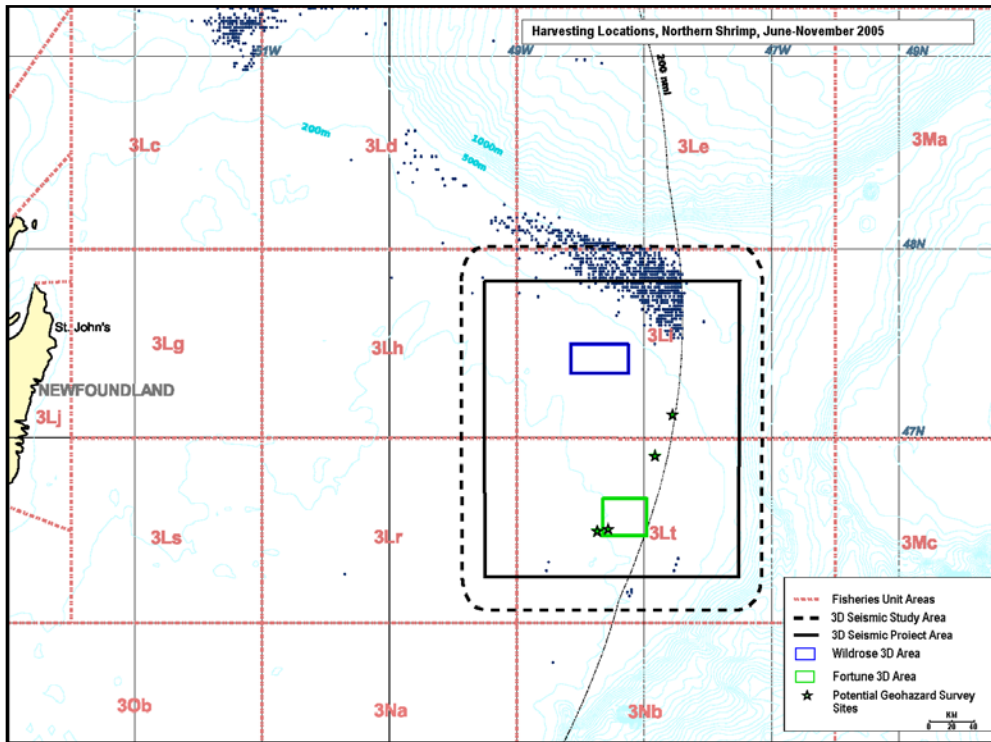 Harvesting Locations, Northern Shrimp, June-November 2005
51W
49W
47W
49N
200 nmi
200m
1000m
500m
3Lc
3Ld
3Le
3Ma
48N
St. John's
3Lg
3Lh
3Li
NEWFOUNDLAND
3Lj
47N
3Ls
3Lr
3Lt
3Mc
3Ob
3Na
3Nb
Fisheries Unit Areas
3D Seismic Study Area
3D Seismic Project Area
Wildrose 3D Area
Fortune 3D Area
Potential Geohazard Survey
Sites
KM
0 20 40